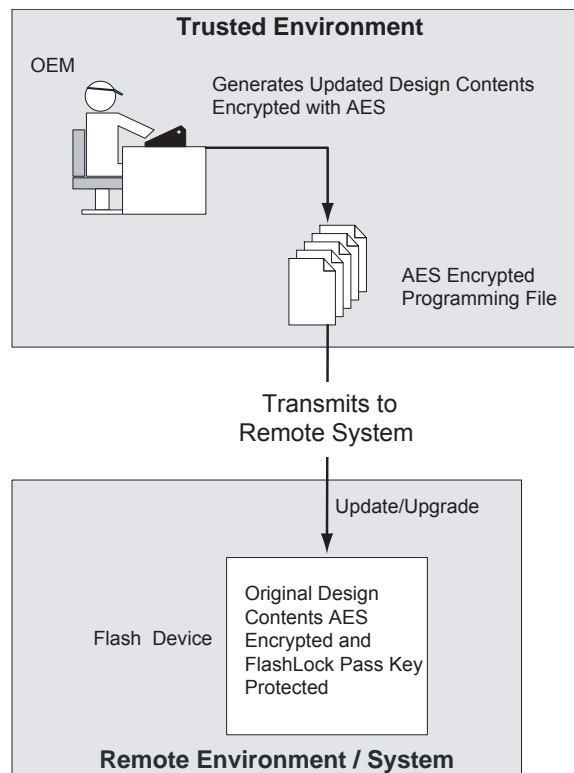 Trusted Environment
OEM
Generates Updated Design Contents
Encrypted with AES
AES Encrypted
Programming File
Transmits to
Remote System
Update/Upgrade
Original Design
Contents AES
Encrypted and
FlashLock Pass Key
Protected
Flash Device
Remote Environment / System